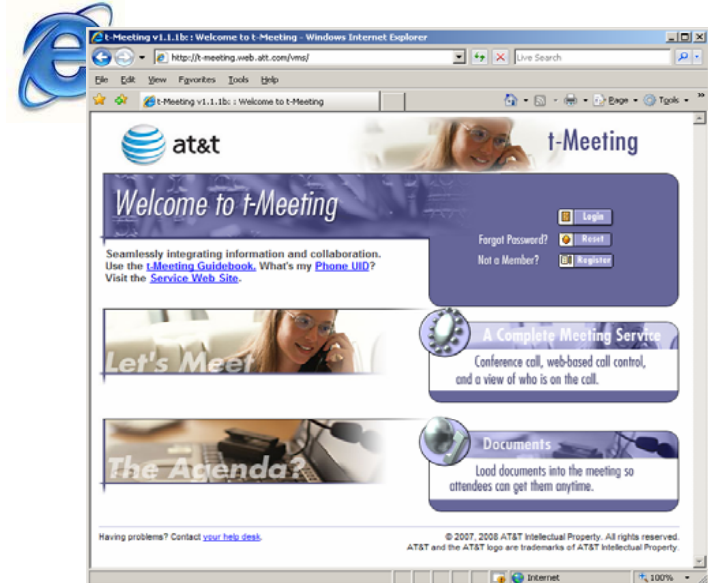 t-Meeting v1.1.1b: : Welcome to t-Meeting - Windows Internet Explorer
http://t-meeting.web.att.com/vms/
Live Search
File Edit View Favorites Tools Help
t-Meeting v1.1.1b: : Welcome to t-Meeting
Page Tools
at&t
t-Meeting
Welcome to t-Meeting
Login
Forgot Password? Reset
Not a Member? Register
Seamlessly integrating information and collaboration.
Use the t-Meeting Guidebook. What's my Phone UID?
Visit the Service Web Site.
Let's Meet
A Complete Meeting Service
Conference call, web-based call control,
and a view of who is on the call.
The Agenda?
Documents
Load documents into the meeting so
attendees can get them anytime.
Having problems? Contact your help desk.
© 2007, 2008 AT&T Intellectual Property. All rights reserved.
AT&T and the AT&T logo are trademarks of AT&T Intellectual Property.
Internet
100%